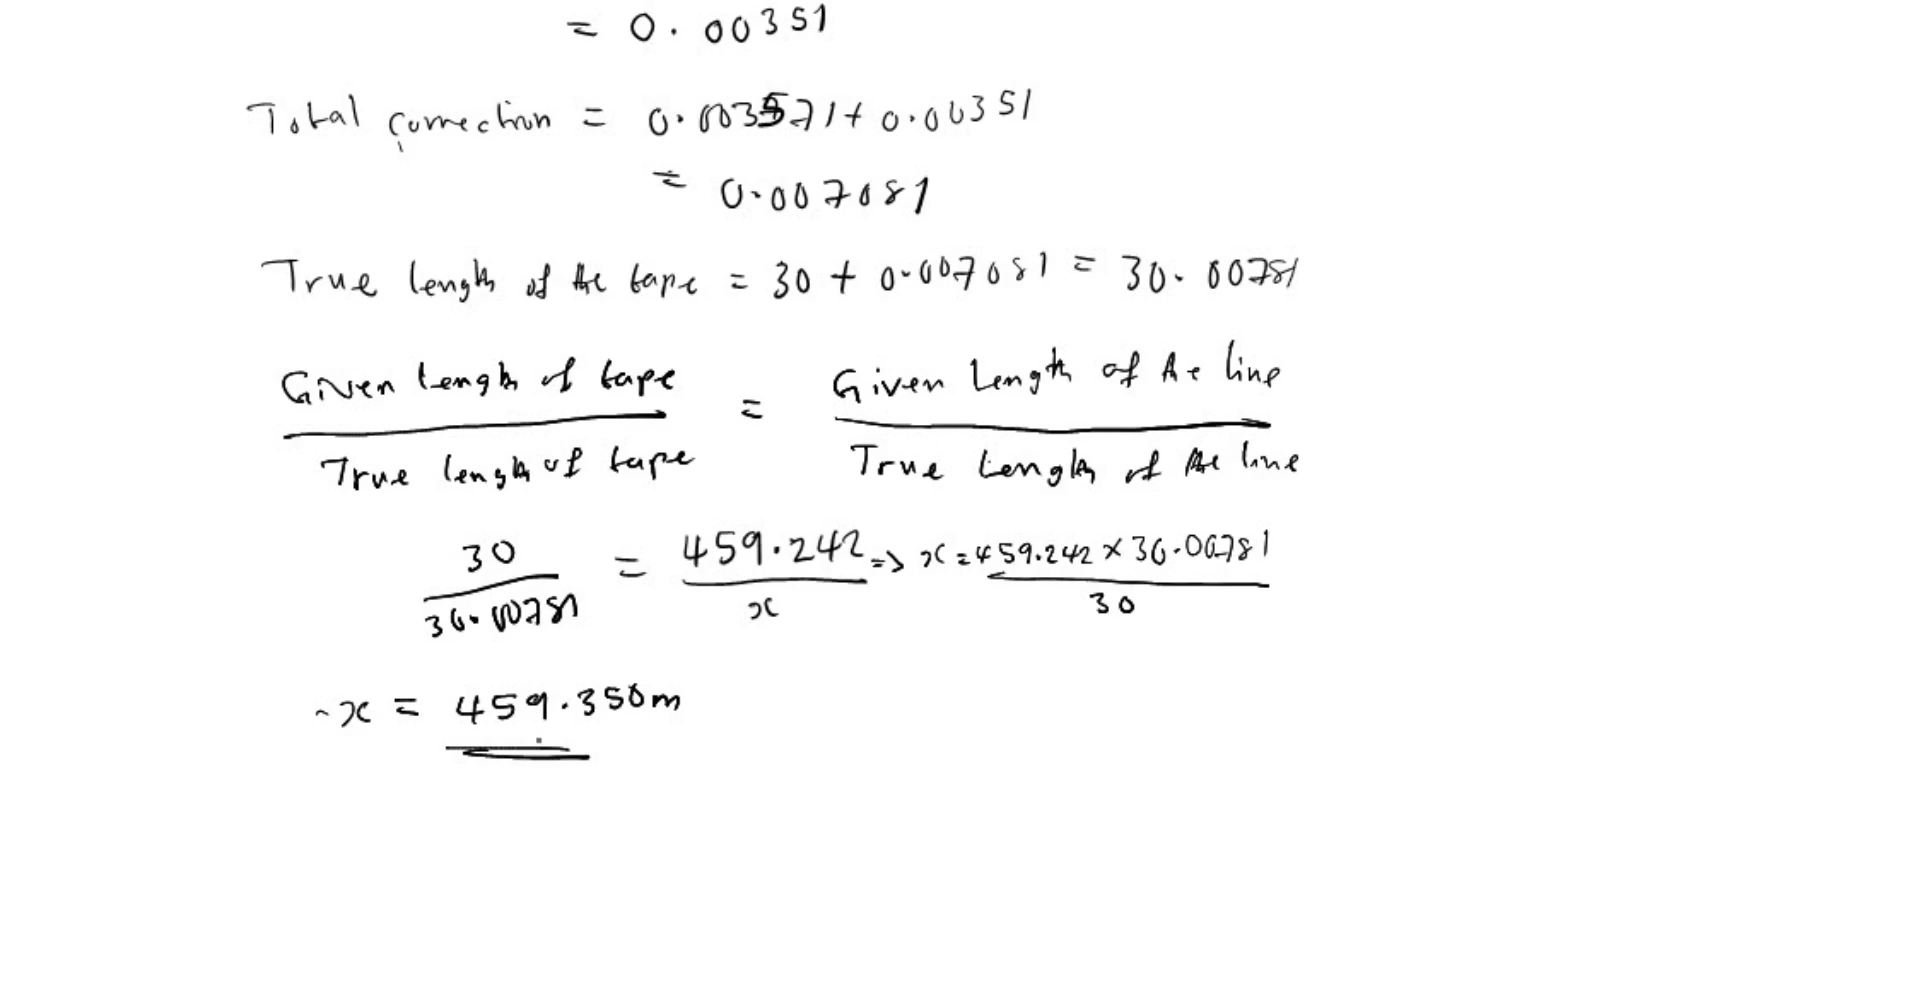 = 0.00351
Total correction = 0.003571 + 0.00351
= 0.007081
True length of the tape = 30 + 0.007081 = 30.00781
Given length of tape / True length of tape = Given Length of the line / True Length of the line
30 / 30.00781 = 459.242 / x => x = 459.242 × 30.00781 / 30
x = 459.350m